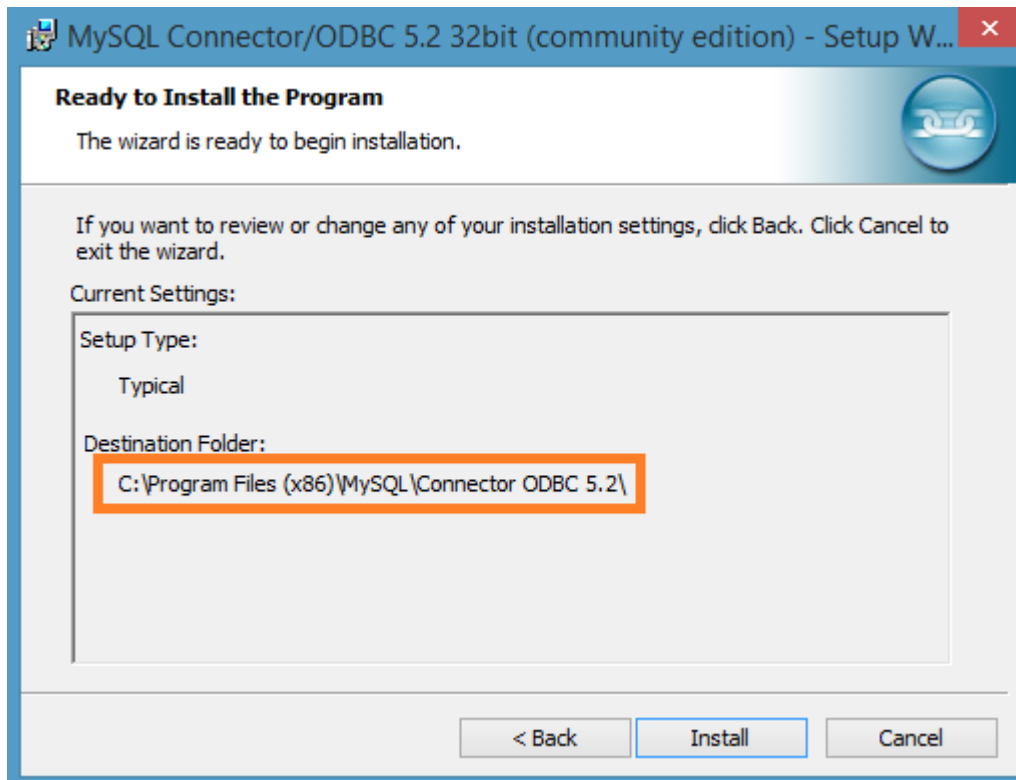 MySQL Connector/ODBC 5.2 32bit (community edition) - Setup W...
Ready to Install the Program
The wizard is ready to begin installation.
If you want to review or change any of your installation settings, click Back. Click Cancel to
exit the wizard.
Current Settings:
Setup Type:
Typical
Destination Folder:
C:\Program Files (x86)\MySQL\Connector ODBC 5.2\
< Back
Install
Cancel